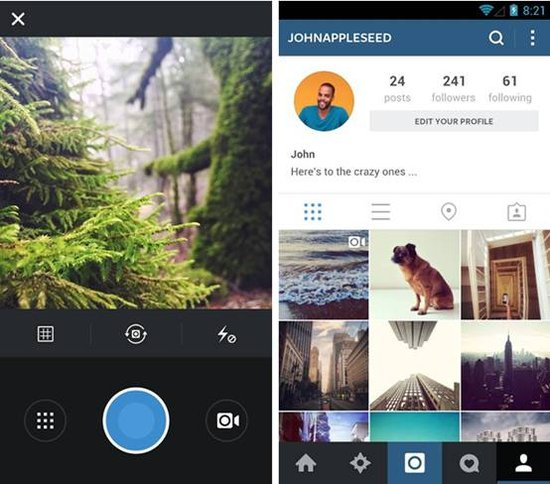 8:21
JOHNAPPLESEED
24 241 61
posts followers following
EDIT YOUR PROFILE
John
Here's to the crazy ones ...